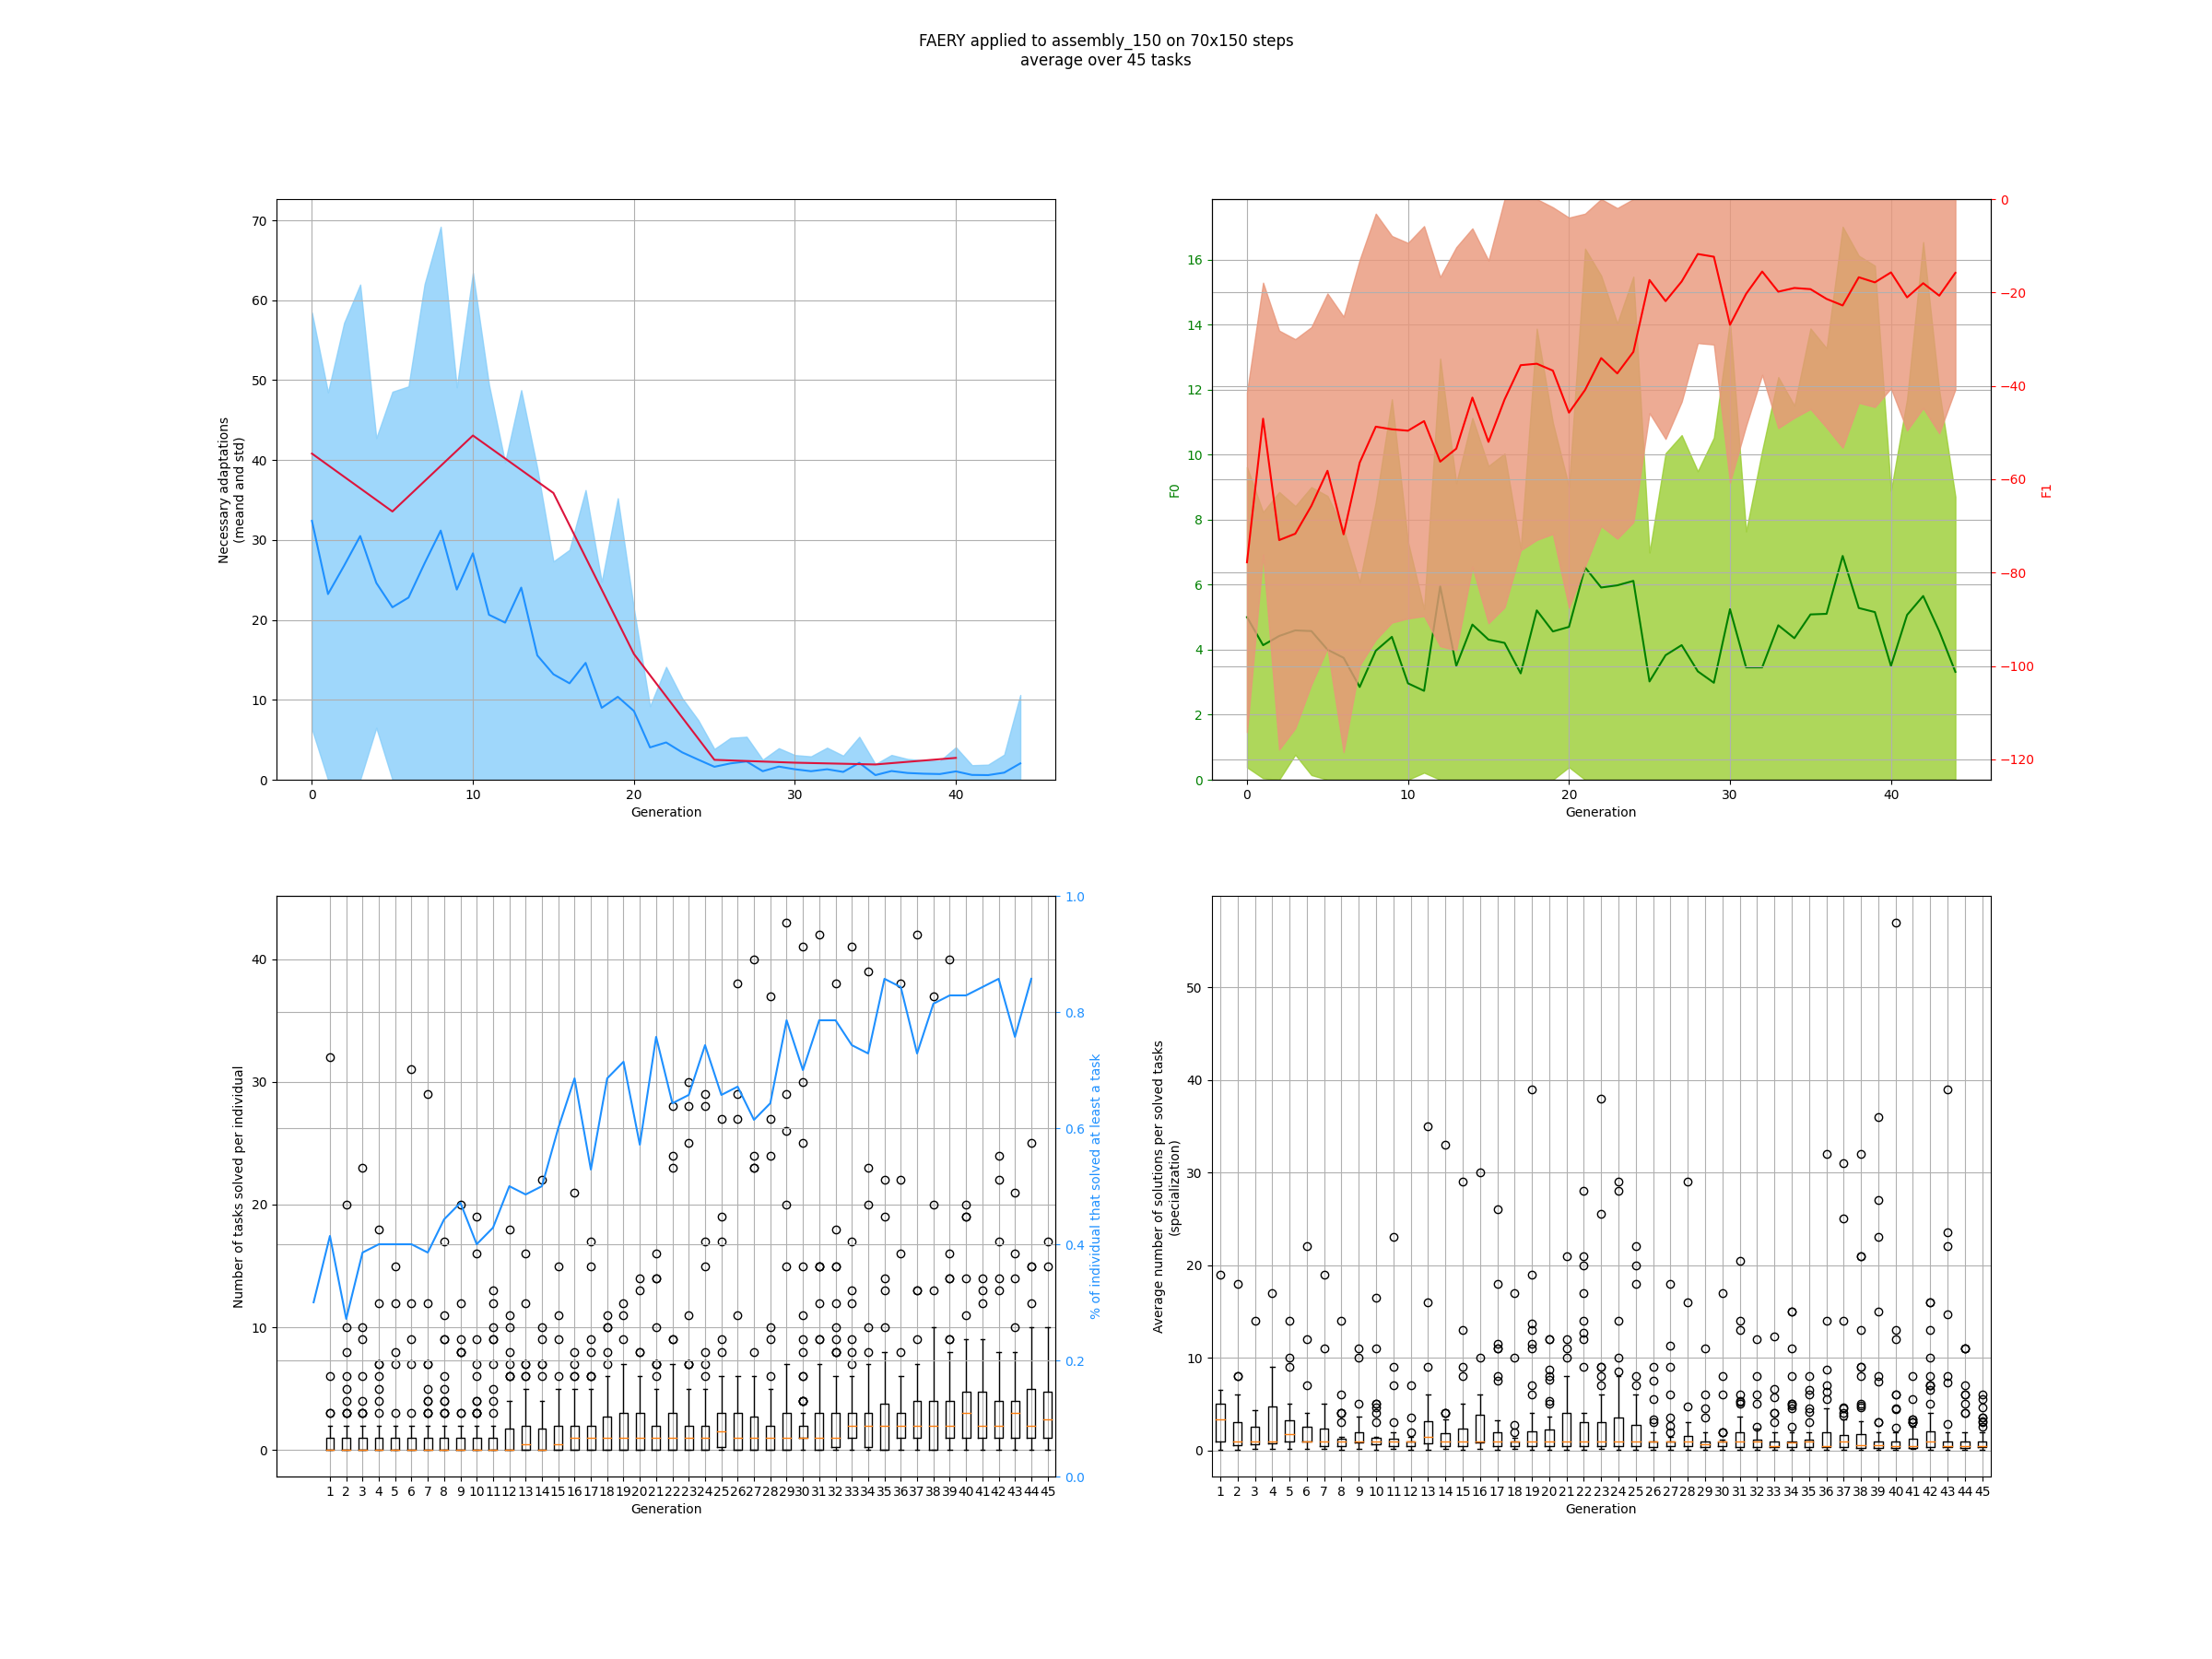 FAERY applied to assembly_150 on 70x150 steps
average over 45 tasks
Necessary adaptations
(meand and std)
70
60
50
40
30
20
10
0
0 10 20 30 40
Generation
F0
16
14
12
10
8
6
4
2
0
0 10 20 30 40
Generation
0
−20
−40
−60
−80
−100
−120
F1
Number of tasks solved per individual
40
30
20
10
0
1 2 3 4 5 6 7 8 9 10 11 12 13 14 15 16 17 18 19 20 21 22 23 24 25 26 27 28 29 30 31 32 33 34 35 36 37 38 39 40 41 42 43 44 45
Generation
1.0
0.8
0.6
0.4
0.2
0.0
% of individual that solved at least a task
Average number of solutions per solved tasks
(specialization)
50
40
30
20
10
0
1 2 3 4 5 6 7 8 9 10 11 12 13 14 15 16 17 18 19 20 21 22 23 24 25 26 27 28 29 30 31 32 33 34 35 36 37 38 39 40 41 42 43 44 45
Generation